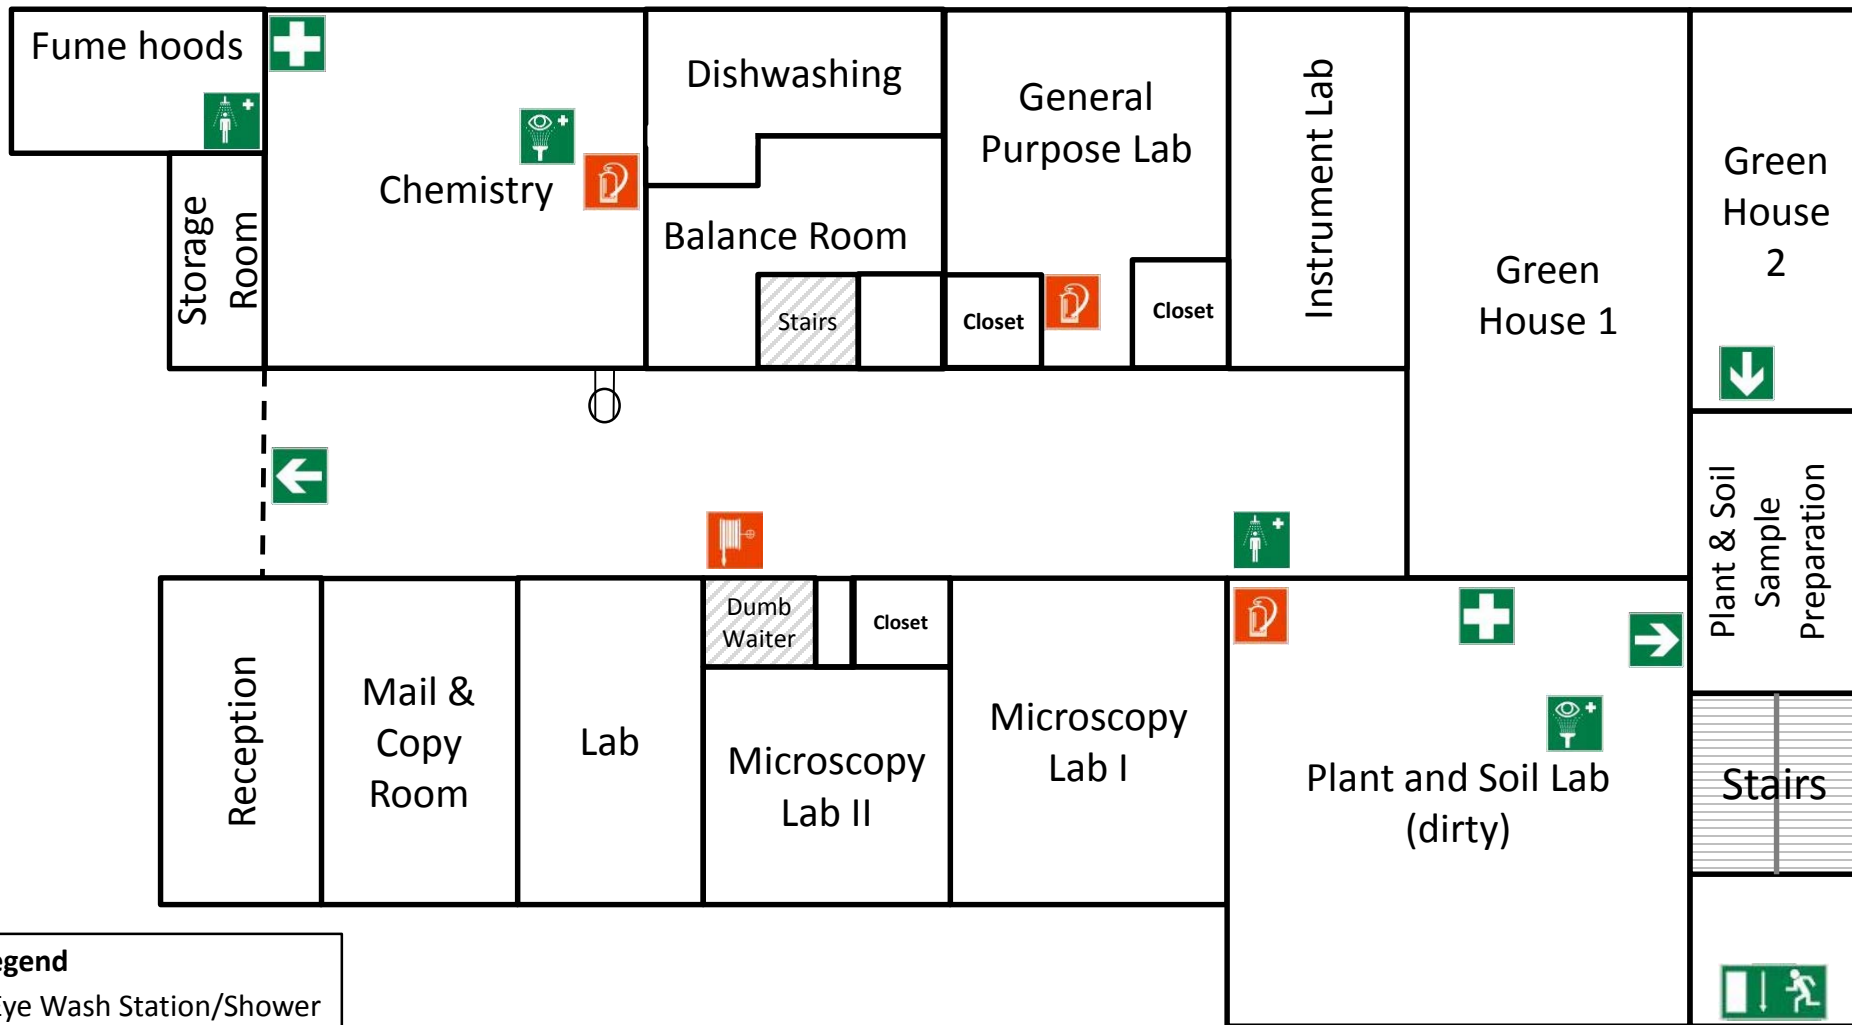 Fume hoods
Dishwashing
General
Purpose Lab
Instrument Lab
Green
House 1
Green
House
2
Chemistry
Storage
Room
Balance Room
Stairs
Closet
Closet
Plant & Soil
Sample
Preparation
Reception
Mail &
Copy
Room
Lab
Dumb
Waiter
Closet
Microscopy
Lab II
Microscopy
Lab I
Plant and Soil Lab
(dirty)
Stairs
egend
Eye Wash Station/Shower